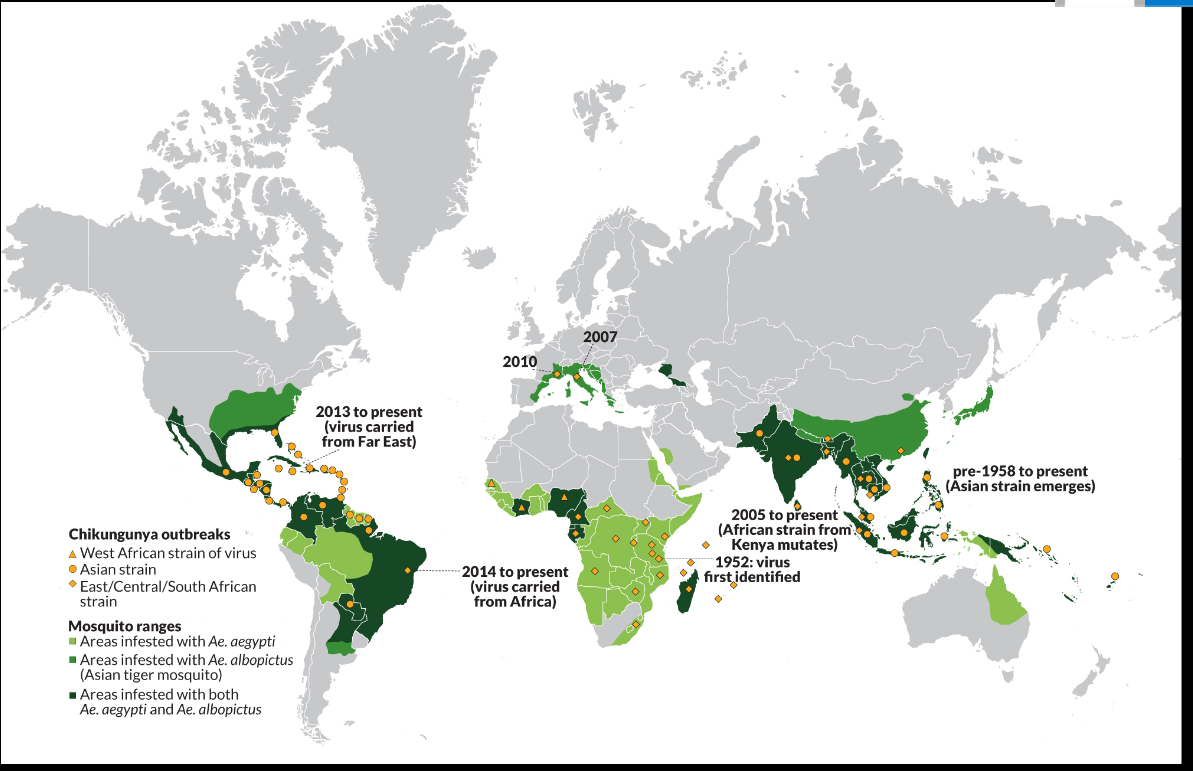 2007
2010
2013 to present
(virus carried
from Far East)
pre-1958 to present
(Asian strain emerges)
2005 to present
(African strain from
Kenya mutates)
1952: virus
first identified
2014 to present
(virus carried
from Africa)
Chikungunya outbreaks
West African strain of virus
Asian strain
East/Central/South African
strain
Mosquito ranges
Areas infested with Ae. aegypti
Areas infested with Ae. albopictus
(Asian tiger mosquito)
Areas infested with both
Ae. aegypti and Ae. albopictus